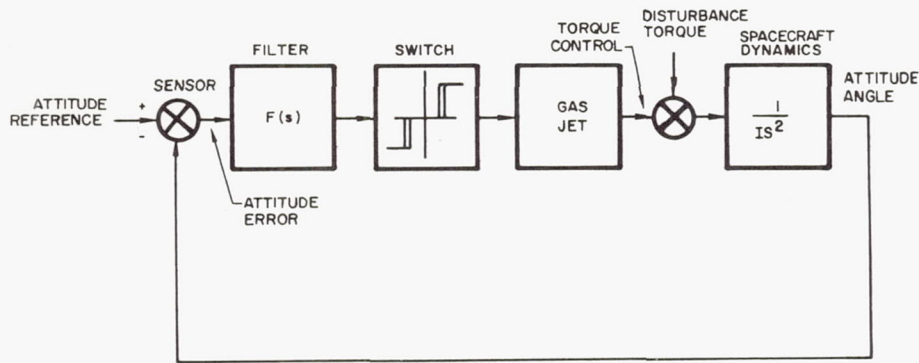 DISTURBANCE
TORQUE
TORQUE
CONTROL
SPACECRAFT
DYNAMICS
FILTER
SWITCH
SENSOR
ATTITUDE
ANGLE
ATTITUDE
REFERENCE
+
-
F(s)
GAS
JET
1
IS²
ATTITUDE
ERROR